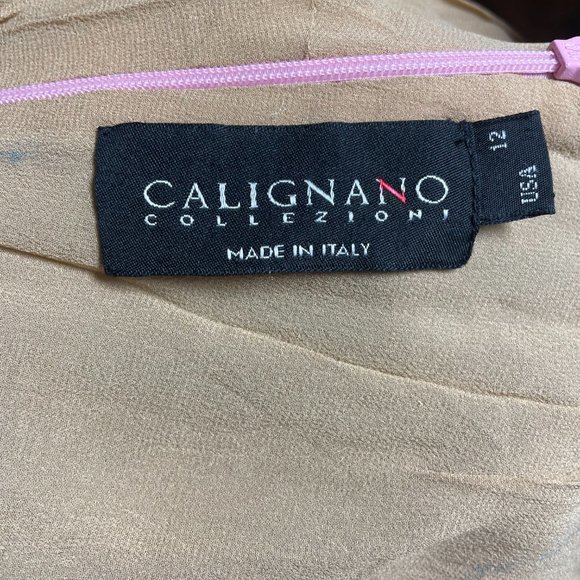 CALIGNANO
COLLEZIONI
MADE IN ITALY
12
USA